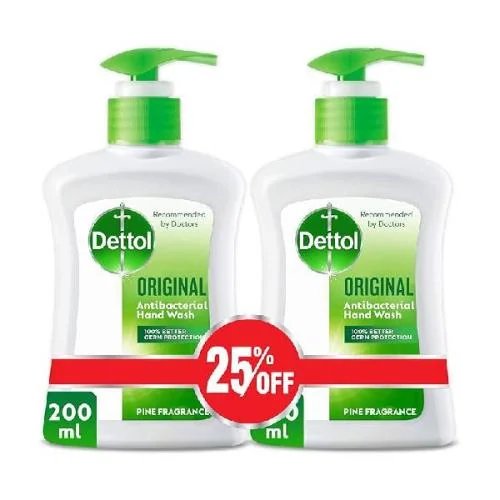 Recommended
by Doctors
Dettol
ORIGINAL
Antibacterial
Hand Wash
100% BETTER
GERM PROTECTION
200
ml
PINE FRAGRANCE
Recommended
by Doctors
Dettol
ORIGINAL
Antibacterial
Hand Wash
100% BETTER
GERM PROTECTION
0
ml
PINE FRAGRANCE
25% OFF